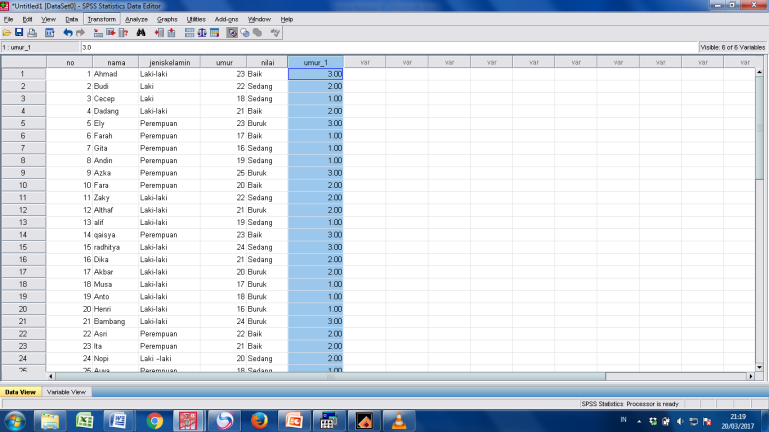 *Untitled1 [DataSet0] - SPSS Statistics Data Editor
File Edit View Data Transform Analyze Graphs Utilities Add-ons Window Help
1 : umur_1 3.0 Visible: 6 of 6 Variables
no nama jeniskelamin umur nilai umur_1 var var var var var var var var var var
1 1 Ahmad Laki-laki 23 Baik 3.00
2 2 Budi Laki 22 Sedang 2.00
3 3 Cecep Laki 18 Sedang 1.00
4 4 Dadang Laki-laki 21 Baik 2.00
5 5 Ely Perempuan 23 Buruk 3.00
6 6 Farah Perempuan 17 Baik 1.00
7 7 Gita Perempuan 16 Sedang 1.00
8 8 Andin Perempuan 19 Sedang 1.00
9 9 Azka Perempuan 25 Buruk 3.00
10 10 Fara Perempuan 20 Baik 2.00
11 11 Zaky Laki-laki 22 Sedang 2.00
12 12 Althaf Laki-laki 21 Buruk 2.00
13 13 alif Laki-laki 19 Sedang 1.00
14 14 qaisya Perempuan 23 Baik 3.00
15 15 radhitya Laki-laki 24 Sedang 3.00
16 16 Dika Laki-laki 21 Sedang 2.00
17 17 Akbar Laki-laki 20 Buruk 2.00
18 18 Musa Laki-laki 17 Buruk 1.00
19 19 Anto Laki-laki 18 Buruk 1.00
20 20 Henri Laki-laki 16 Buruk 1.00
21 21 Bambang Laki-laki 24 Buruk 3.00
22 22 Asri Perempuan 22 Baik 2.00
23 23 Ita Perempuan 21 Baik 2.00
24 24 Nopi Laki -laki 20 Sedang 2.00
25 25 Auva Perempuan 18 Sedang 1.00
Data View Variable View
SPSS Statistics Processor is ready
IN 21:19
20/03/2017